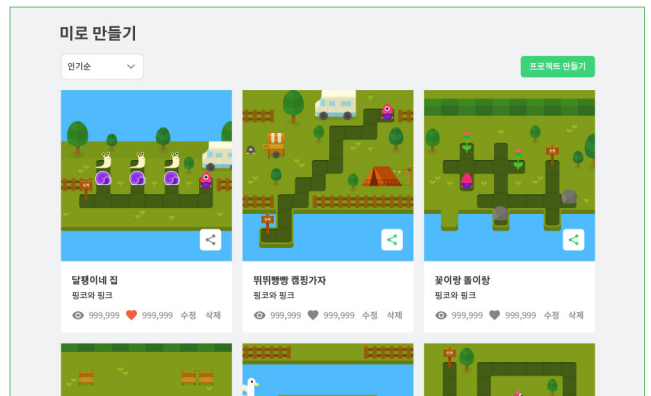 미로 만들기
인기순
프로젝트 만들기
달팽이네 집
핑코와 핑크
999,999 999,999 수정 삭제
뛰뛰빵빵 캠핑가자
핑코와 핑크
999,999 999,999 수정 삭제
꽃이랑 돌이랑
핑코와 핑크
999,999 999,999 수정 삭제